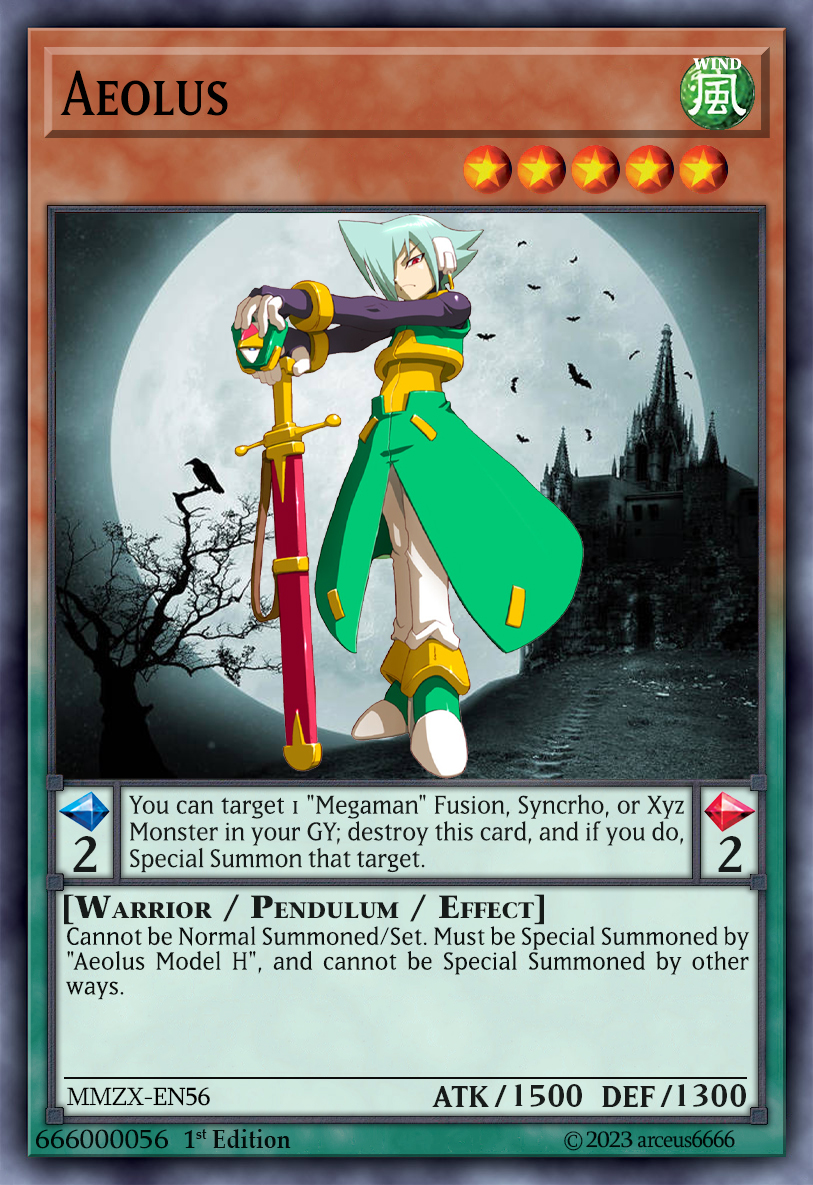 Aeolus
WIND
風
2
You can target 1 "Megaman" Fusion, Syncrho, or Xyz
Monster in your GY; destroy this card, and if you do,
Special Summon that target.
2
[Warrior / Pendulum / Effect]
Cannot be Normal Summoned/Set. Must be Special Summoned by
"Aeolus Model H", and cannot be Special Summoned by other
ways.
MMZX-EN56 ATK/1500 DEF/1300
666000056 1st Edition ©2023 arceus6666